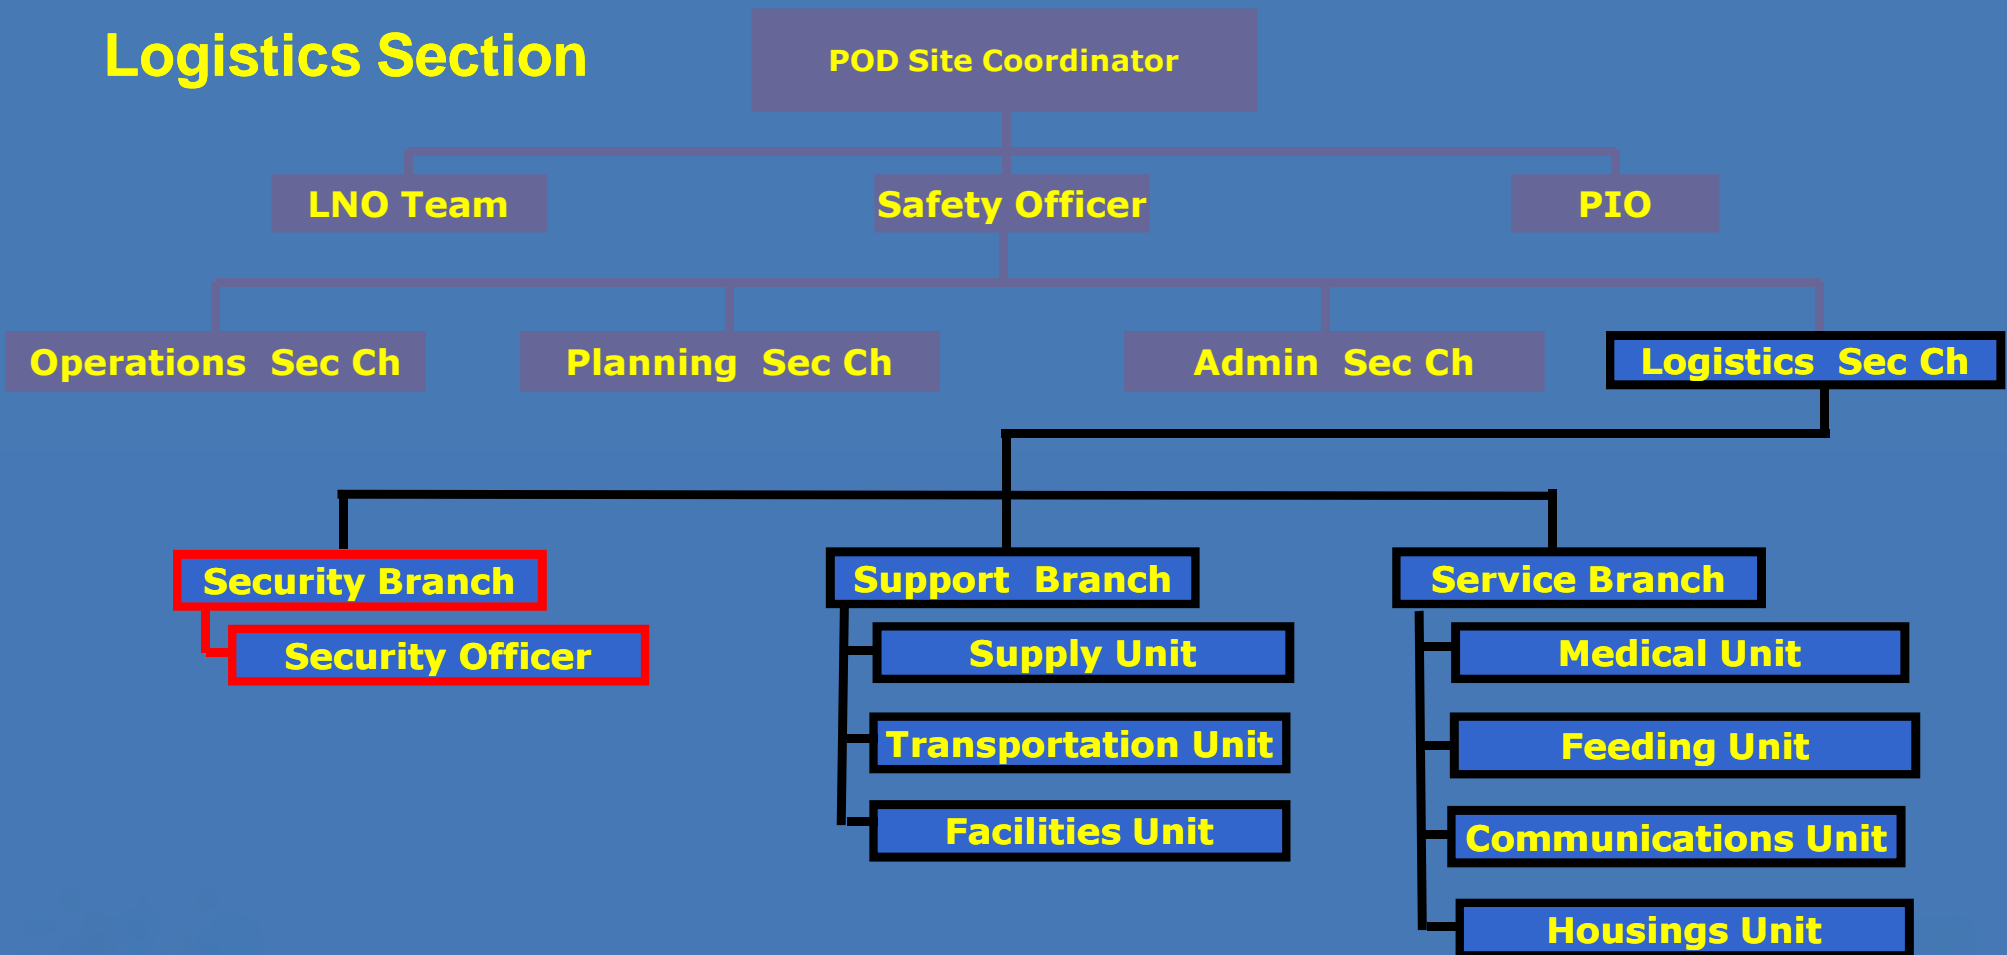 Logistics Section
POD Site Coordinator
LNO Team
Safety Officer
PIO
Operations  Sec Ch
Planning  Sec Ch
Admin  Sec Ch
Logistics  Sec Ch
Security Branch
Support  Branch
Service Branch
Security Officer
Supply Unit
Medical Unit
Transportation Unit
Feeding Unit
Facilities Unit
Communications Unit
Housings Unit